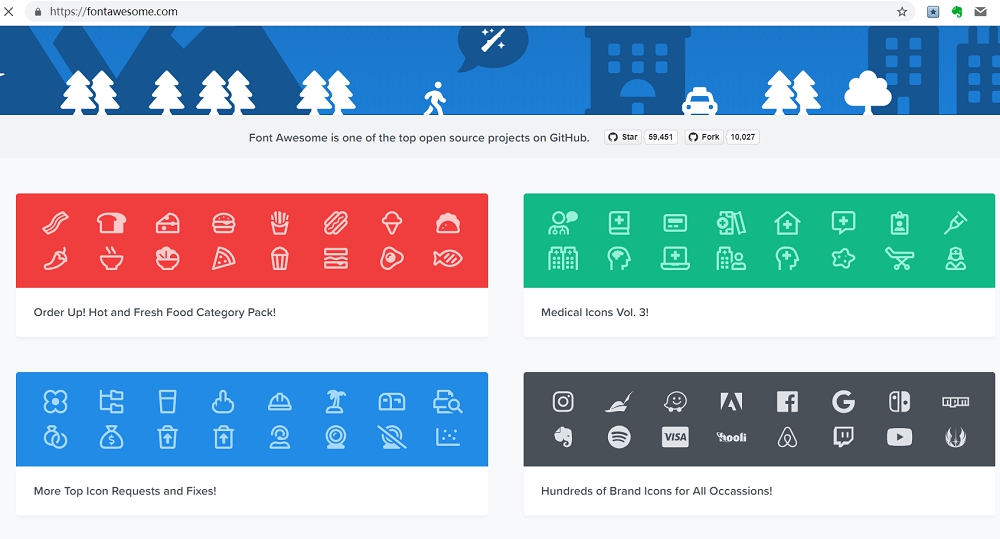 https://fontawesome.com
Font Awesome is one of the top open source projects on GitHub.
Star 59,451 Fork 10,027
Order Up! Hot and Fresh Food Category Pack!
Medical Icons Vol. 3!
npm
VISA hooli
More Top Icon Requests and Fixes!
Hundreds of Brand Icons for All Occassions!